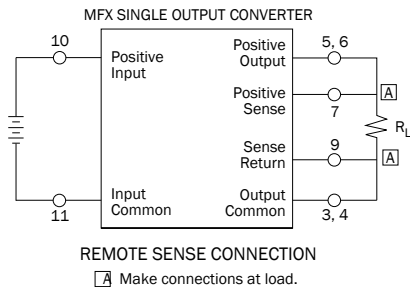 MFX SINGLE OUTPUT CONVERTER
10
Positive
Input
Positive
Output
5, 6
Positive
Sense
7
A
R L
Sense
Return
9
A
Input
Common
11
Output
Common
3, 4
REMOTE SENSE CONNECTION
A Make connections at load.